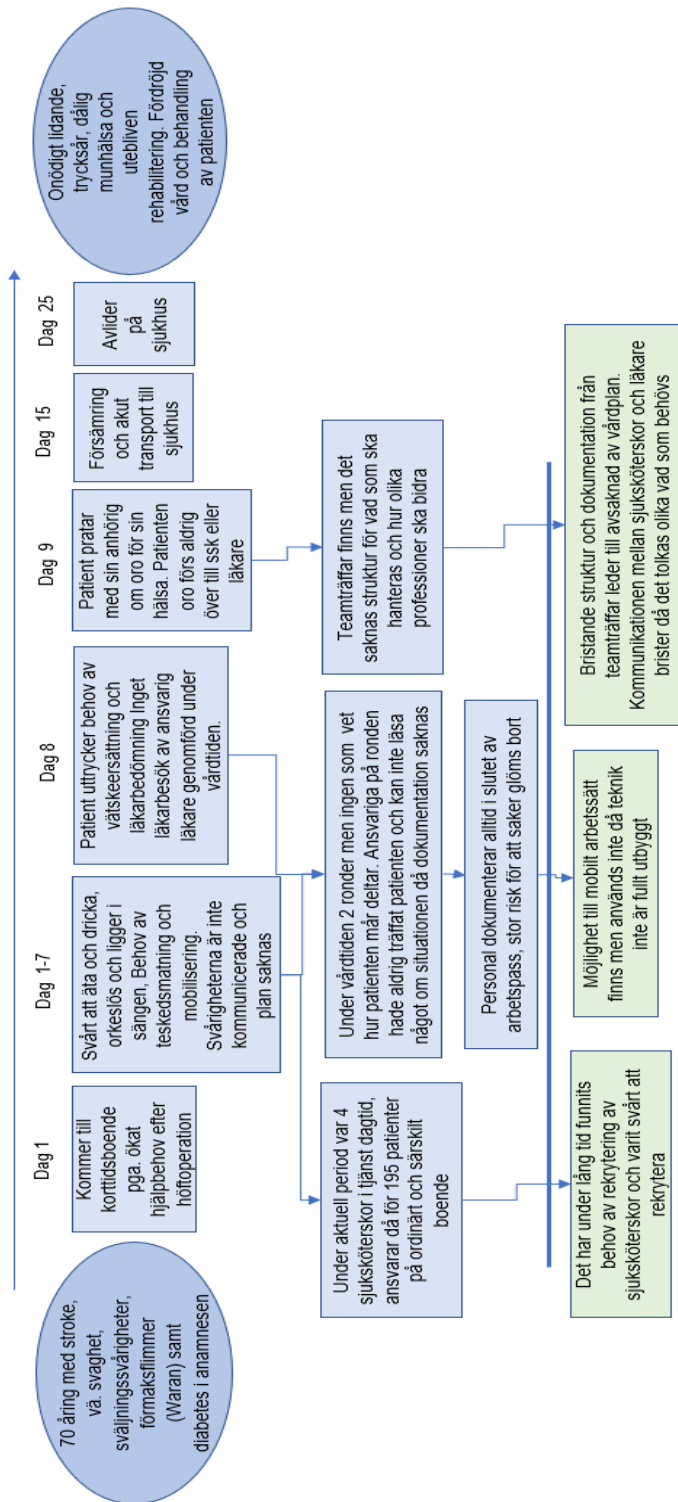 70 åring med stroke,
vä. svaghet,
sväljningssvårigheter,
förmaksflimmer
(Waran) samt
diabetes i anamnesen
Dag 1
Kommer till
korttidsboende
pga. ökat
hjälpbehov efter
höftoperation
Dag 1-7
Svårt att äta och dricka,
orkeslös och ligger i
sängen, Behov av
teskedsmatning och
mobilisering.
Svårigheterna är inte
kommunicerade och
plan saknas
Dag 8
Patient uttrycker behov av
vätskeersättning och
läkarbedömning Inget
läkarbesök av ansvarig
läkare genomförd under
vårdtiden.
Dag 9
Patient pratar
med sin anhörig
om oro för sin
hälsa. Patienten
oro förs aldrig
över till ssk eller
läkare
Dag 15
Försämring
och akut
transport till
sjukhus
Dag 25
Avlider
på
sjukhus
Onödigt lidande,
trycksår, dålig
munhälsa och
utebliven
rehabilitering. Fördröjd
vård och behandling
av patienten
Under aktuell period var 4
sjuksköterskor i tjänst dagtid,
ansvarar då för 195 patienter
på ordinärt och särskilt
boende
Under vårdtiden 2 ronder men ingen som vet
hur patienten mår deltar. Ansvariga på ronden
hade aldrig träffat patienten och kan inte läsa
något om situationen då dokumentation saknas
Personal dokumenterar alltid i slutet av
arbetspass, stor risk för att saker glöms bort
Teamträffar finns men det
saknas struktur för vad som ska
hanteras och hur olika
professioner ska bidra
Det har under lång tid funnits
behov av rekrytering av
sjuksköterskor och varit svårt att
rekrytera
Möjlighet till mobilt arbetssätt
finns men används inte då teknik
inte är fullt utbyggt
Bristande struktur och dokumentation från
teamträffar leder till avsaknad av vårdplan.
Kommunikationen mellan sjuksköterskor och läkare
brister då det tolkas olika vad som behövs